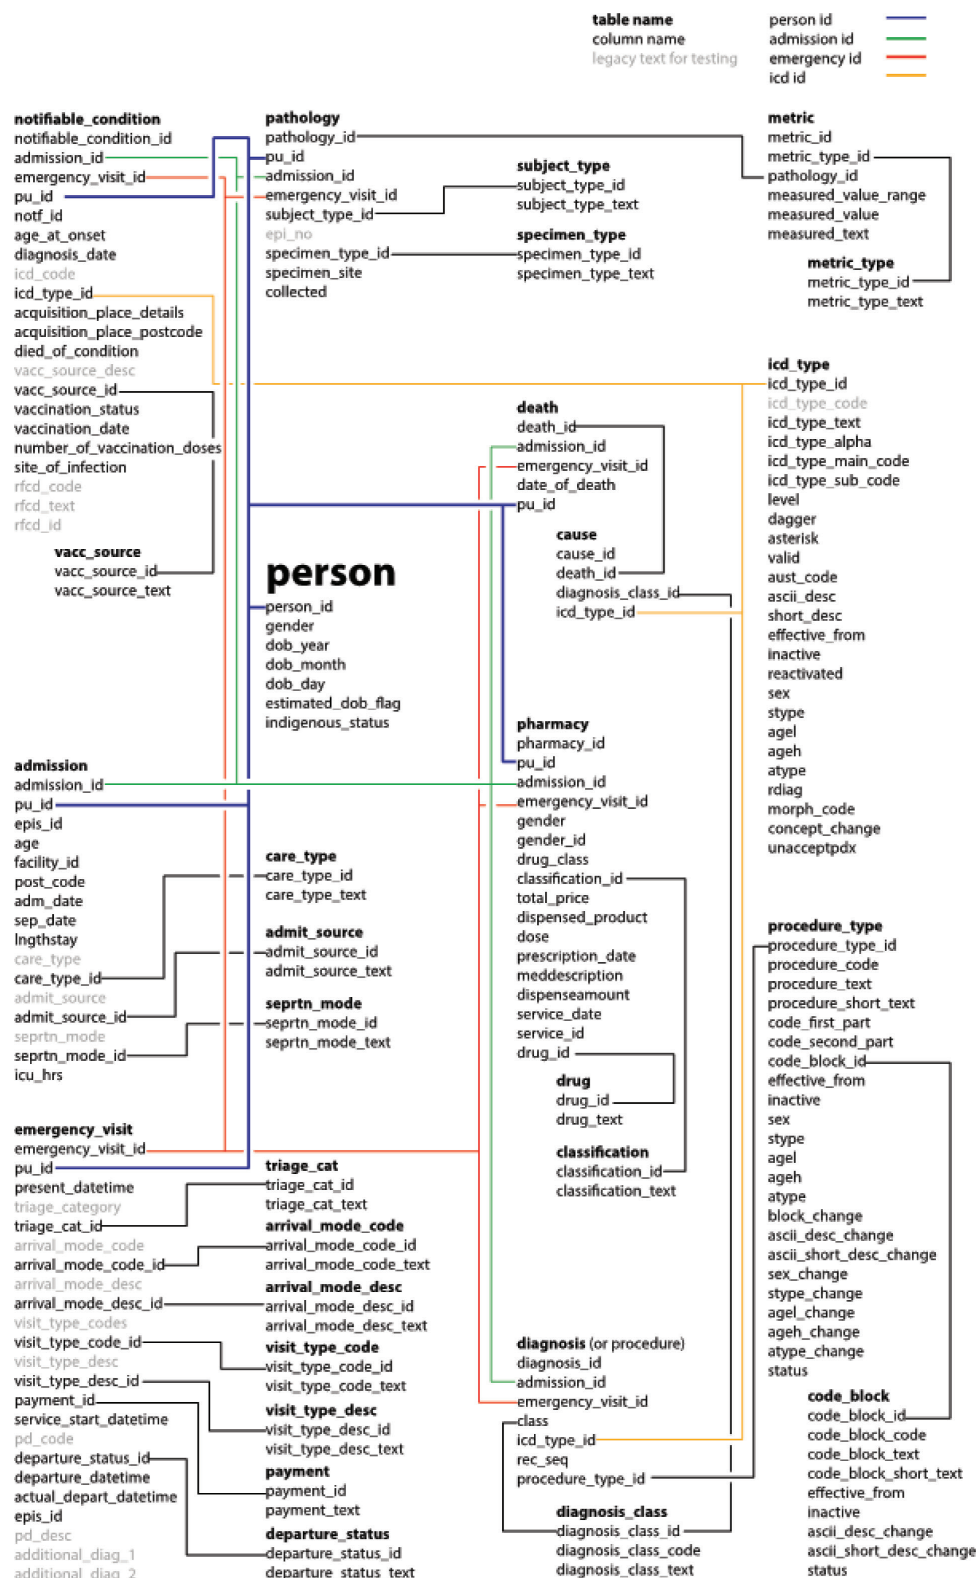 table name
column name
legacy text for testing
person id
admission id
emergency id
icd id
notifiable_condition
notifiable_condition_id
admission_id
emergency_visit_id
pu_id
notf_id
age_at_onset
diagnosis_date
icd_code
icd_type_id
acquisition_place_details
acquisition_place_postcode
died_of_condition
vacc_source_desc
vacc_source_id
vaccination_status
vaccination_date
number_of_vaccination_doses
site_of_infection
rfcd_code
rfcd_text
rfcd_id
vacc_source
vacc_source_id
vacc_source_text
pathology
pathology_id
pu_id
admission_id
emergency_visit_id
subject_type_id
epi_no
specimen_type_id
specimen_site
collected
subject_type
subject_type_id
subject_type_text
specimen_type
specimen_type_id
specimen_type_text
metric
metric_id
metric_type_id
pathology_id
measured_value_range
measured_value
measured_text
metric_type
metric_type_id
metric_type_text
icd_type
icd_type_id
icd_type_code
icd_type_text
icd_type_alpha
icd_type_main_code
icd_type_sub_code
level
dagger
asterisk
valid
aust_code
ascii_desc
short_desc
effective_from
inactive
reactivated
sex
stype
agel
ageh
atype
rdiag
morph_code
concept_change
unacceptpdx
death
death_id
admission_id
emergency_visit_id
date_of_death
pu_id
cause
cause_id
death_id
diagnosis_class_id
icd_type_id
person
person_id
gender
dob_year
dob_month
dob_day
estimated_dob_flag
indigenous_status
pharmacy
pharmacy_id
pu_id
admission_id
emergency_visit_id
gender
gender_id
drug_class
classification_id
total_price
dispensed_product
dose
prescription_date
meddescription
dispenseamount
service_date
service_id
drug_id
drug
drug_id
drug_text
classification
classification_id
classification_text
admission
admission_id
pu_id
epis_id
age
facility_id
post_code
adm_date
sep_date
lngthstay
care_type
care_type_id
admit_source
admit_source_id
seprtn_mode
seprtn_mode_id
icu_hrs
care_type
care_type_id
care_type_text
admit_source
admit_source_id
admit_source_text
seprtn_mode
seprtn_mode_id
seprtn_mode_text
procedure_type
procedure_type_id
procedure_code
procedure_text
procedure_short_text
code_first_part
code_second_part
code_block_id
effective_from
inactive
sex
stype
agel
ageh
atype
block_change
ascii_desc_change
ascii_short_desc_change
sex_change
stype_change
agel_change
ageh_change
atype_change
status
code_block
code_block_id
code_block_code
code_block_text
code_block_short_text
effective_from
inactive
ascii_desc_change
ascii_short_desc_change
status
emergency_visit
emergency_visit_id
pu_id
present_datetime
triage_category
triage_cat_id
arrival_mode_code
arrival_mode_code_id
arrival_mode_desc
arrival_mode_desc_id
visit_type_codes
visit_type_code_id
visit_type_desc
visit_type_desc_id
payment_id
service_start_datetime
pd_code
departure_status_id
departure_datetime
actual_depart_datetime
epis_id
pd_desc
additional_diag_1
additional_diag_2
triage_cat
triage_cat_id
triage_cat_text
arrival_mode_code
arrival_mode_code_id
arrival_mode_code_text
arrival_mode_desc
arrival_mode_desc_id
arrival_mode_desc_text
visit_type_code
visit_type_code_id
visit_type_code_text
visit_type_desc
visit_type_desc_id
visit_type_desc_text
payment
payment_id
payment_text
departure_status
departure_status_id
departure_status_text
diagnosis (or procedure)
diagnosis_id
admission_id
emergency_visit_id
class
icd_type_id
rec_seq
procedure_type_id
diagnosis_class
diagnosis_class_id
diagnosis_class_code
diagnosis_class_text